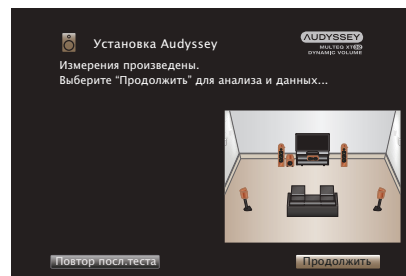 Установка Audyssey
AUDYSSEY
MULTEQ XT32
DYNAMIC VOLUME
Измерения произведены.
Выберите “Продолжить” для анализа и данных...
Повтор посл.теста
Продолжить